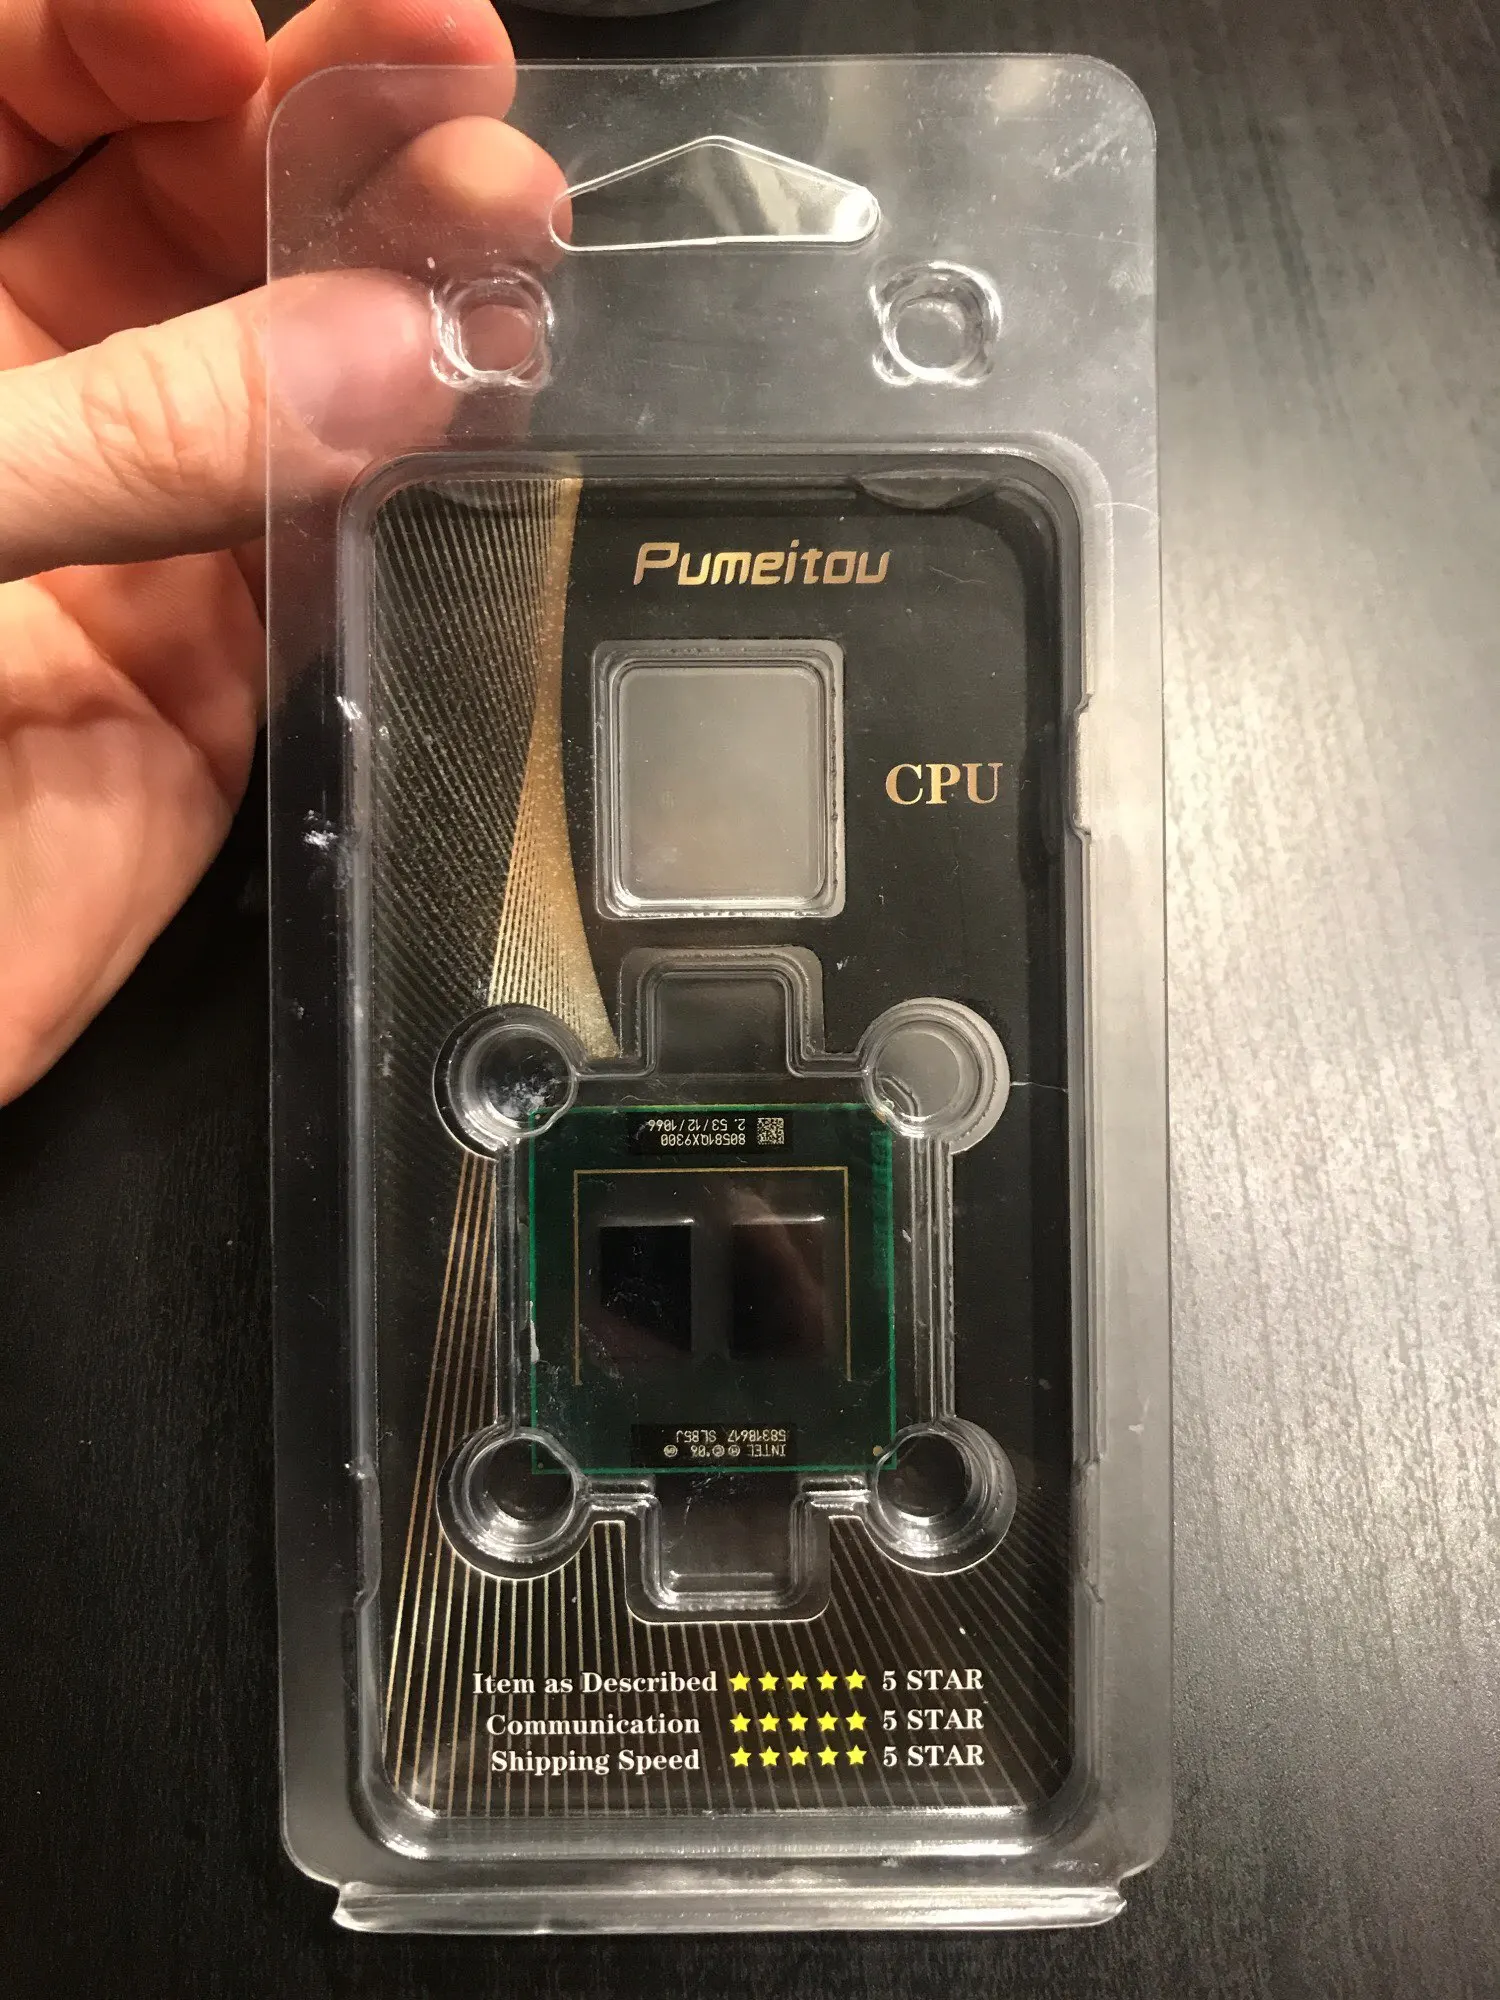 Pumeitou
CPU
80581QX9300
2.53/12/1066
INTEL Ⓜ©'06 Ⓜ
5831B617 SLB5J
Item as Described ★★★★★ 5 STAR
Communication ★★★★★ 5 STAR
Shipping Speed ★★★★★ 5 STAR